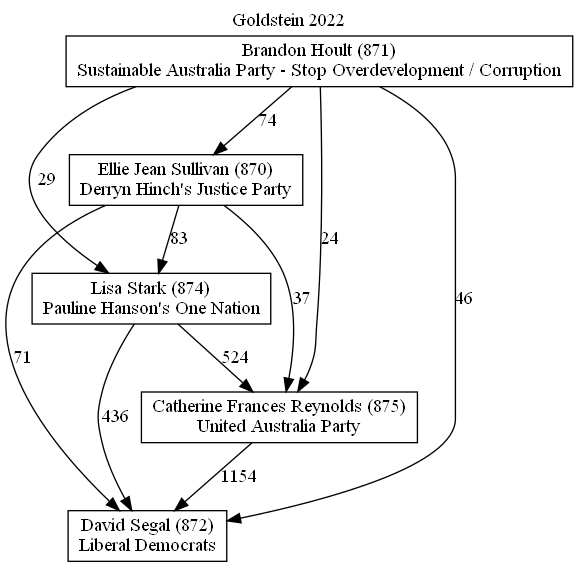 Goldstein 2022
Brandon Hoult (871)
Sustainable Australia Party - Stop Overdevelopment / Corruption
74
Ellie Jean Sullivan (870)
Derryn Hinch's Justice Party
29
83
24
Lisa Stark (874)
Pauline Hanson's One Nation
37
46
71
524
Catherine Frances Reynolds (875)
United Australia Party
436
1154
David Segal (872)
Liberal Democrats